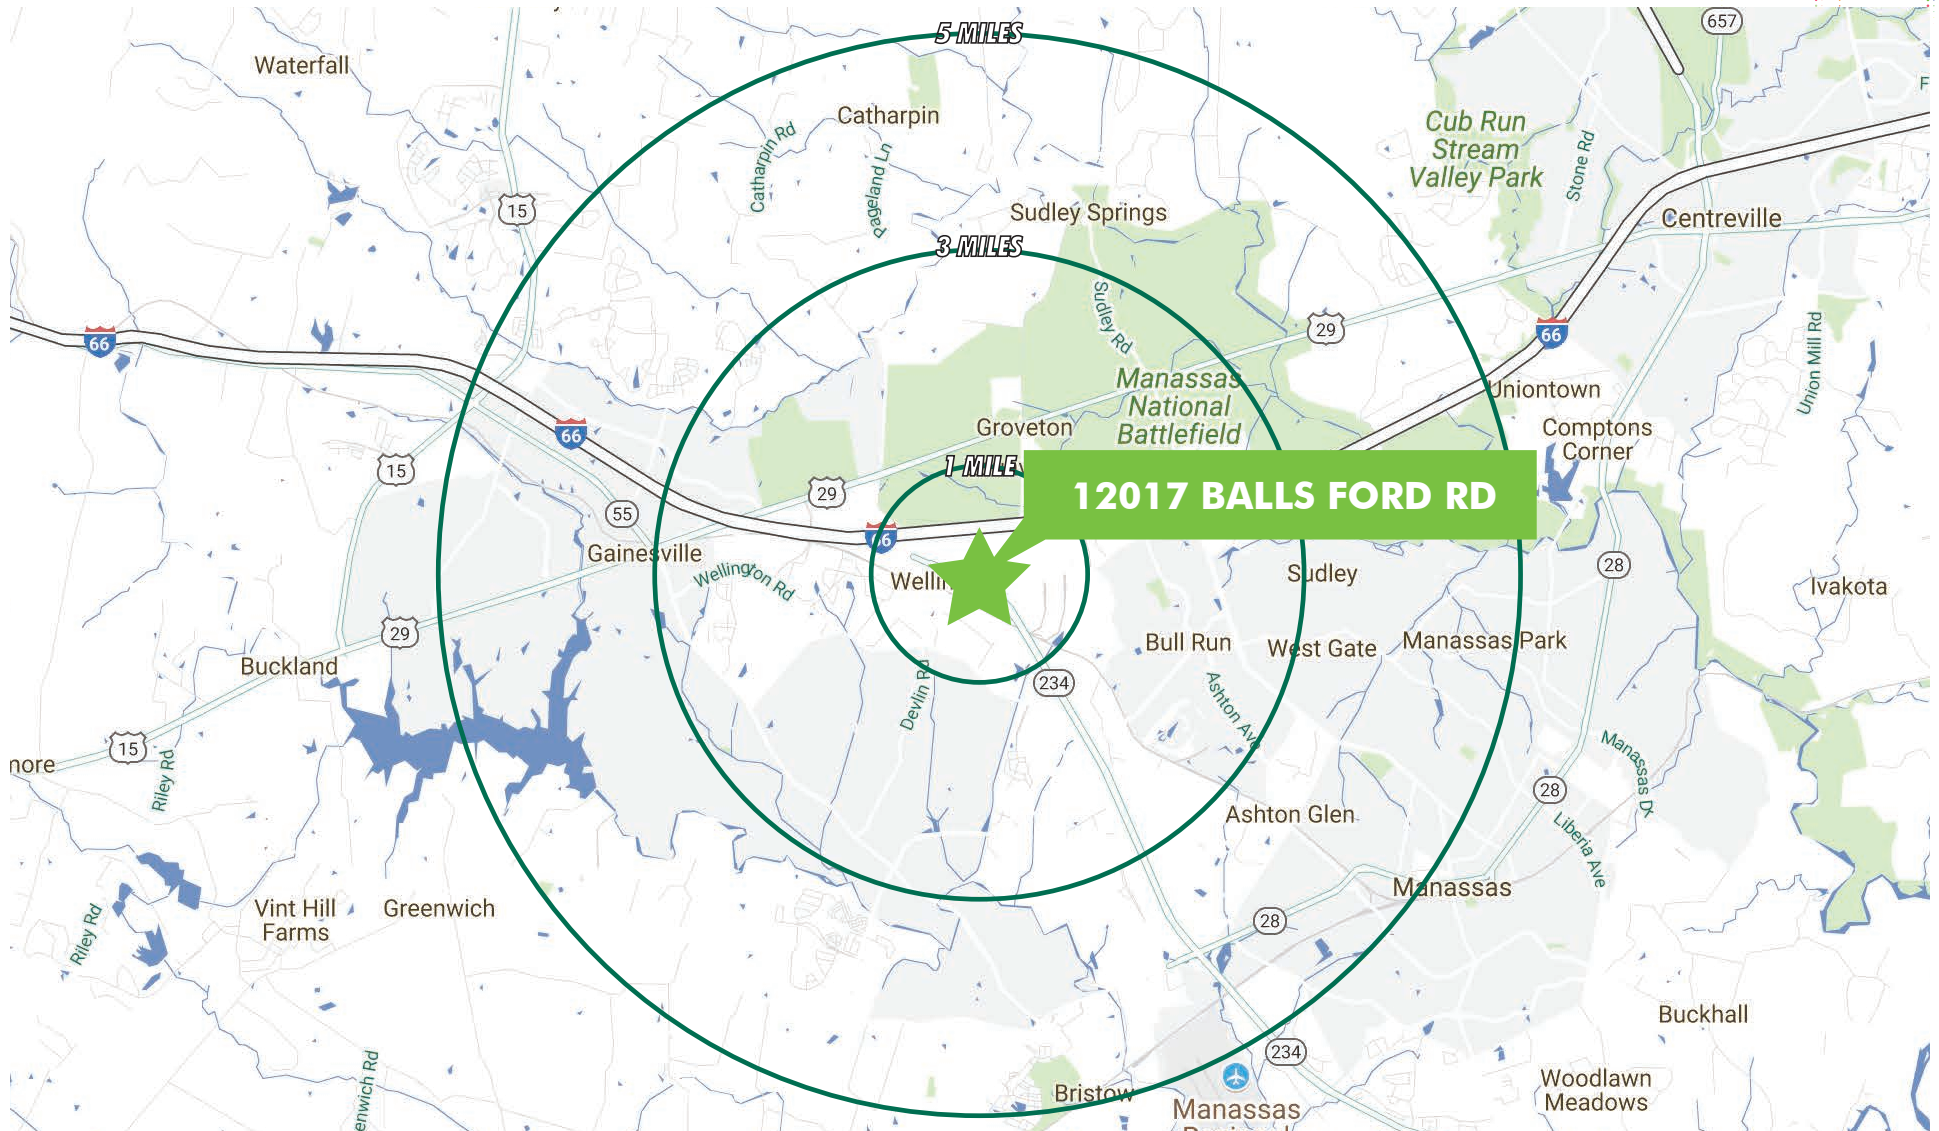 5 MILES
657
Waterfall
Catharpin
Catharpin Rd
Pageland Ln
Cub Run
Stream
Valley Park
Stone Rd
15
Sudley Springs
Centreville
3 MILES
Sudley Rd
29
66
66
Union Mill Rd
Manassas
National
Battlefield
Uniontown
Groveton
66
Comptons
Corner
15
1 MILE
29
12017 BALLS FORD RD
55
66
Gainesville
Wellington Rd
Sudley
28
Ivakota
29
Bull Run
West Gate
Manassas Park
Buckland
Devlin Rd
234
Ashton Ave
15
Riley Rd
Manassas Dr
28
Ashton Glen
Liberia Ave
Manassas
Vint Hill
Farms
Greenwich
28
Riley Rd
Buckhall
234
Bristow
Woodlawn
Meadows
Manassas